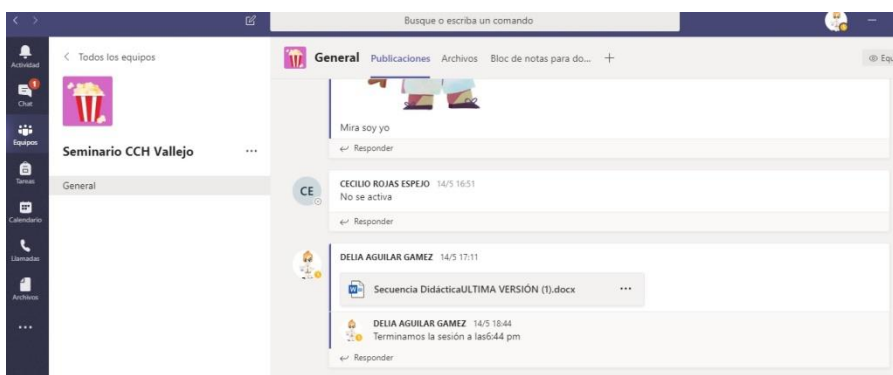 Busque o escriba un comando
Actividad
1
Chat
Equipos
Tareas
Calendario
Llamadas
Archivos
Todos los equipos
Seminario CCH Vallejo
General
General Publicaciones Archivos Bloc de notas para do...
Equ
Mira soy yo
Responder
CE
CECILIO ROJAS ESPEJO 14/5 16:51
No se activa
Responder
DELIA AGUILAR GAMEZ 14/5 17:11
Secuencia DidácticaULTIMA VERSIÓN (1).docx
DELIA AGUILAR GAMEZ 14/5 18:44
Terminamos la sesión a las6:44 pm
Responder